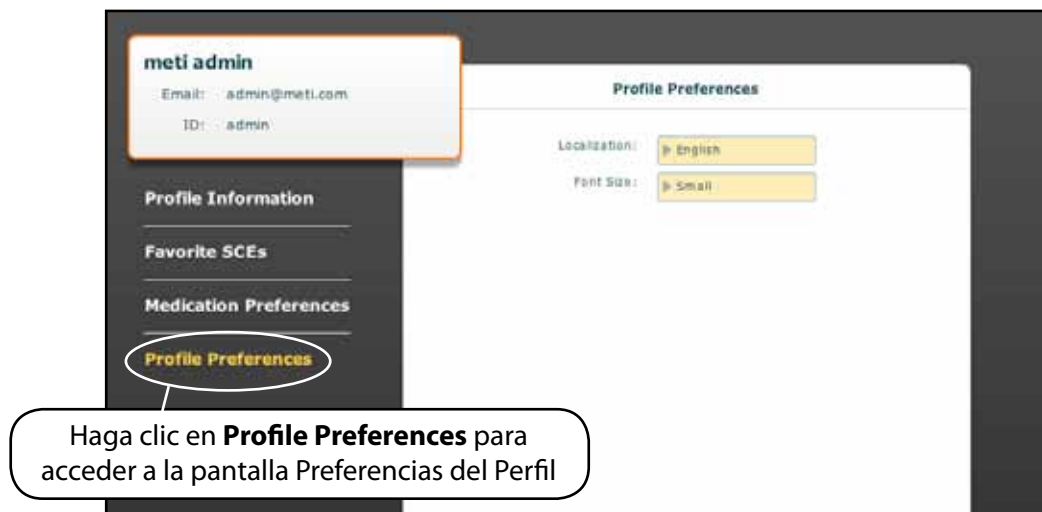 meti admin
Email: admin@meti.com
ID: admin
Profile Information
Favorite SCEs
Medication Preferences
Profile Preferences
Profile Preferences
Localization: English
Font Size: Small
Haga clic en Profile Preferences para
acceder a la pantalla Preferencias del Perfil